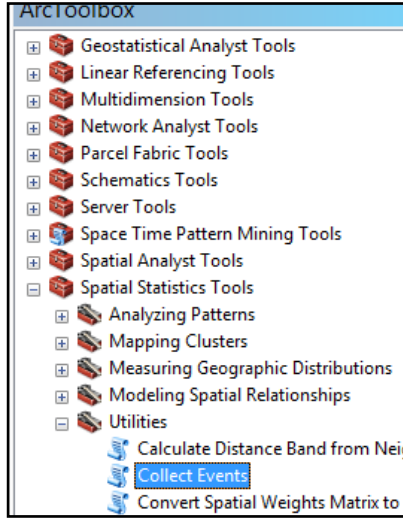 ArcToolbox
Geostatistical Analyst Tools
Linear Referencing Tools
Multidimension Tools
Network Analyst Tools
Parcel Fabric Tools
Schematics Tools
Server Tools
Space Time Pattern Mining Tools
Spatial Analyst Tools
Spatial Statistics Tools
Analyzing Patterns
Mapping Clusters
Measuring Geographic Distributions
Modeling Spatial Relationships
Utilities
Calculate Distance Band from
Collect Events
Convert Spatial Weights Matrix to